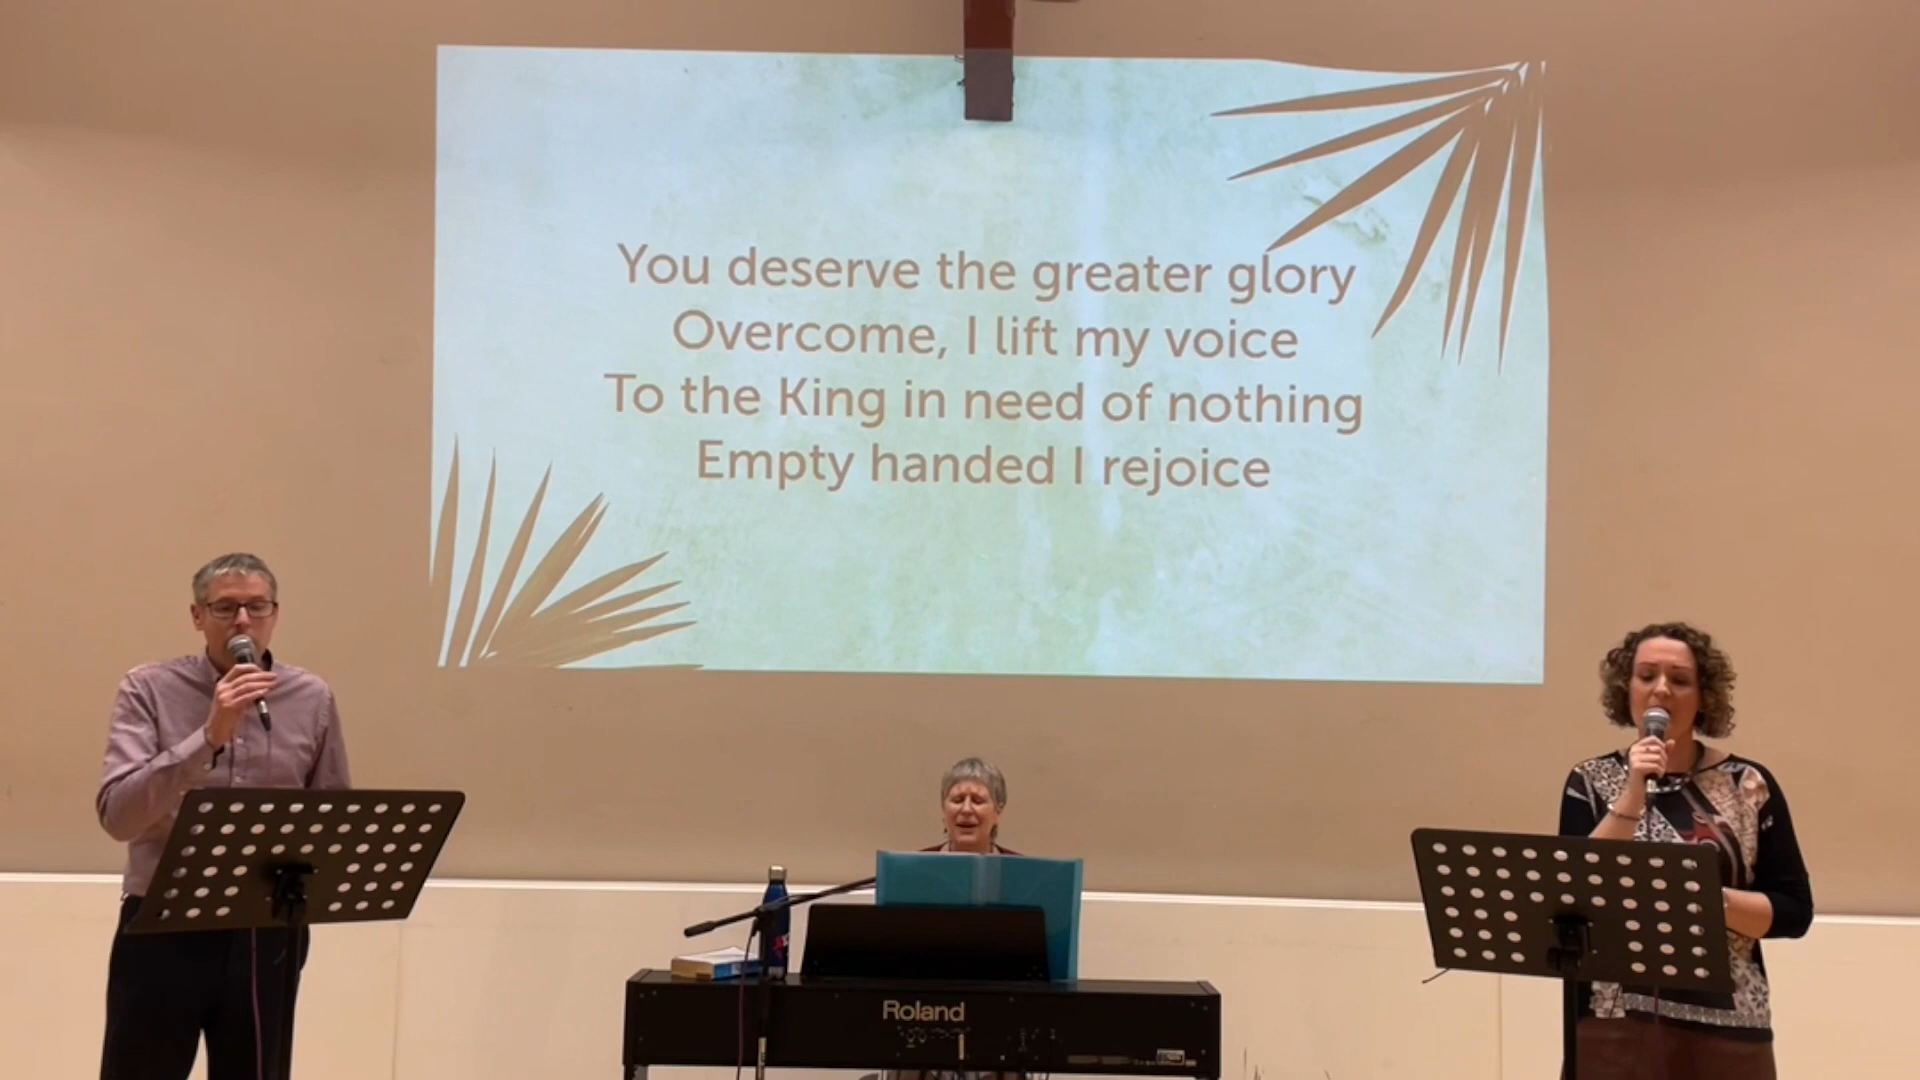 You deserve the greater glory
Overcome, I lift my voice
To the King in need of nothing
Empty handed I rejoice
Roland